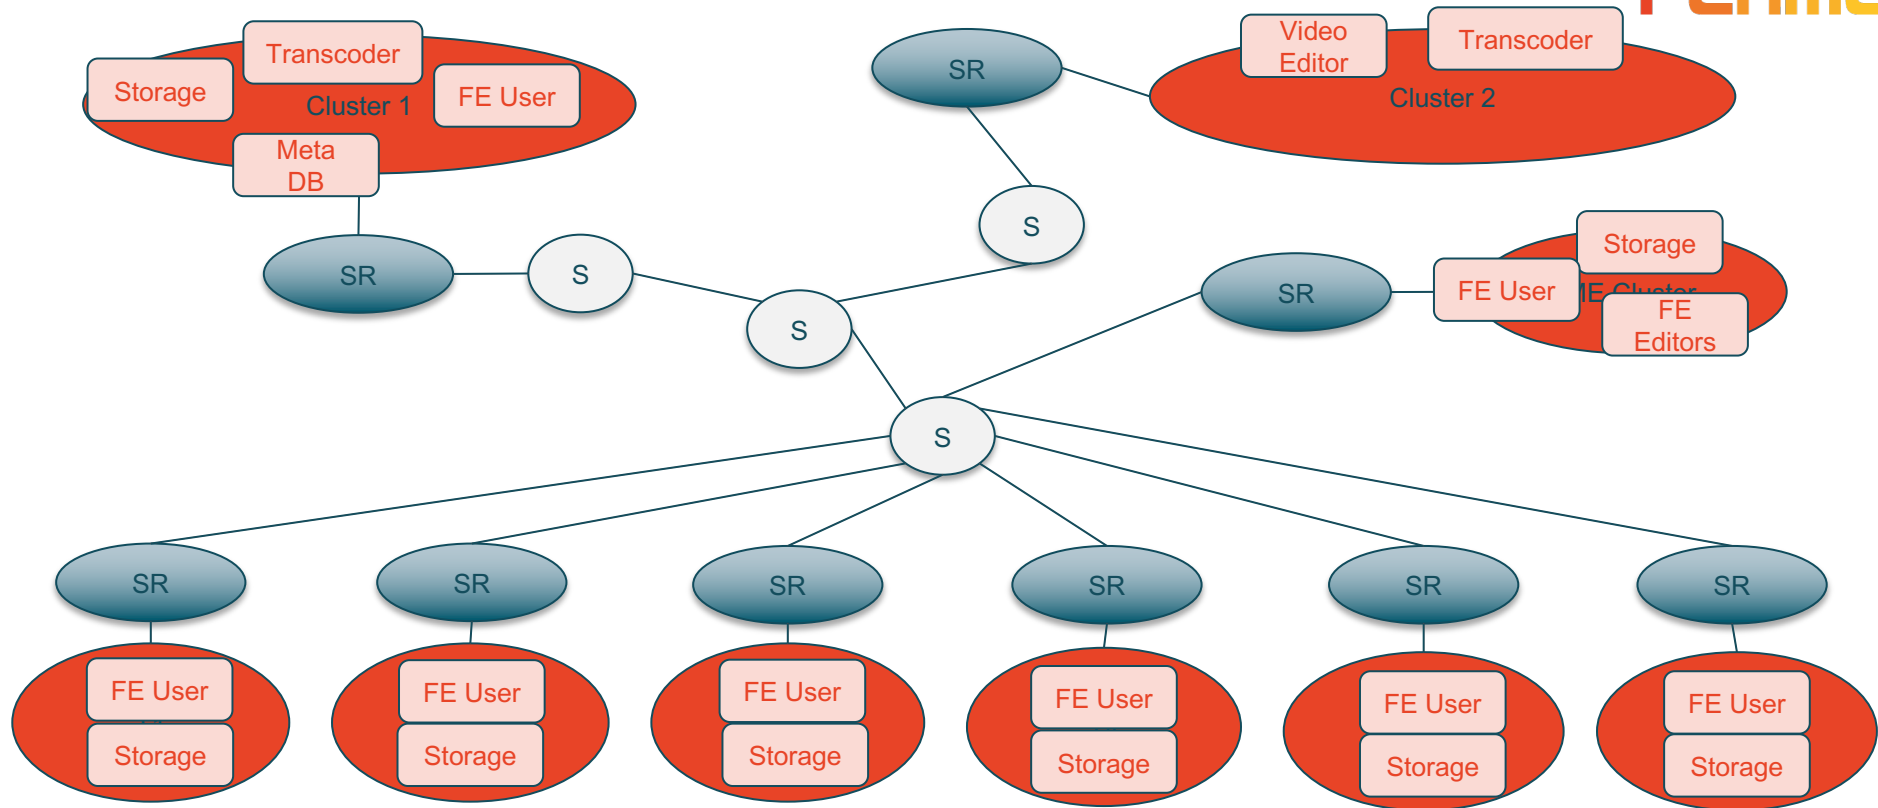 Transcoder
Storage
Cluster 1
FE User
Meta
DB
SR
S
S
SR
S
Video
Editor
Transcoder
Cluster 2
SR
Storage
FE User
Cluster
FE
Editors
S
SR
SR
SR
SR
SR
SR
FE User
Storage
FE User
Storage
FE User
Storage
FE User
Storage
FE User
Storage
FE User
Storage